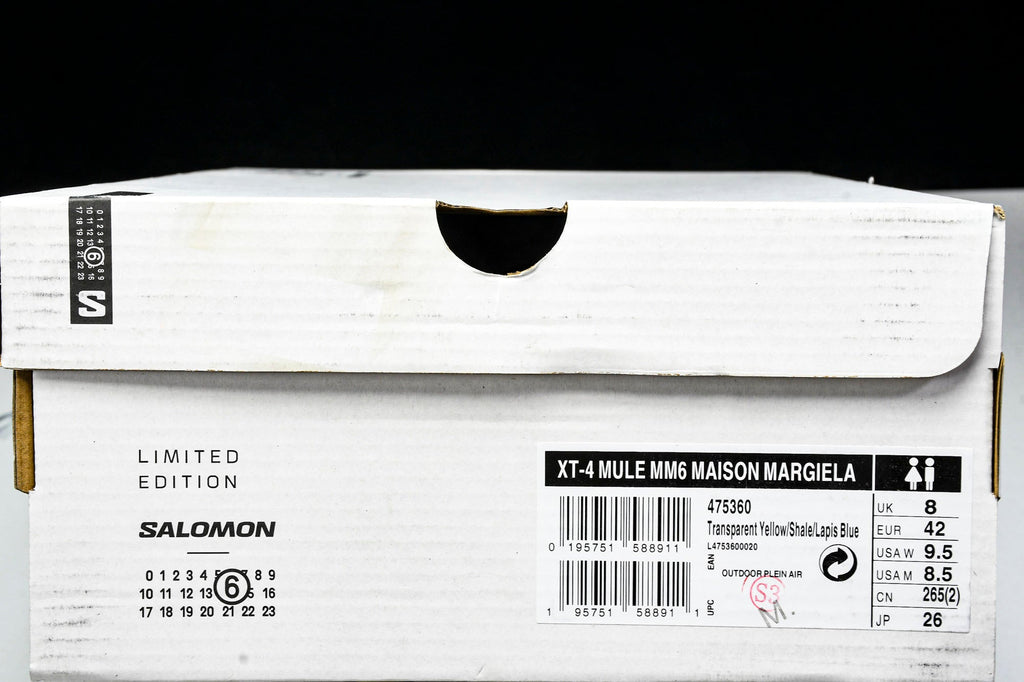 0 1 2 3 4 6 8 9
10 11 12 13 16
17 18 19 20 21 22 23
S
LIMITED
EDITION
SALOMON
0 1 2 3 4 5 6 7 8 9
10 11 12 13 5 16
17 18 19 20 21 22 23
XT-4 MULE MM6 MAISON MARGIELA
475360
Transparent Yellow/Shale/Lapis Blue
L4753600020
EAN
0 195751 588911
OUTDOOR PLEIN AIR
S3
M.
UPC
1 95751 58891 1
UK 8
EUR 42
USA W 9.5
USA M 8.5
CN 265(2)
JP 26